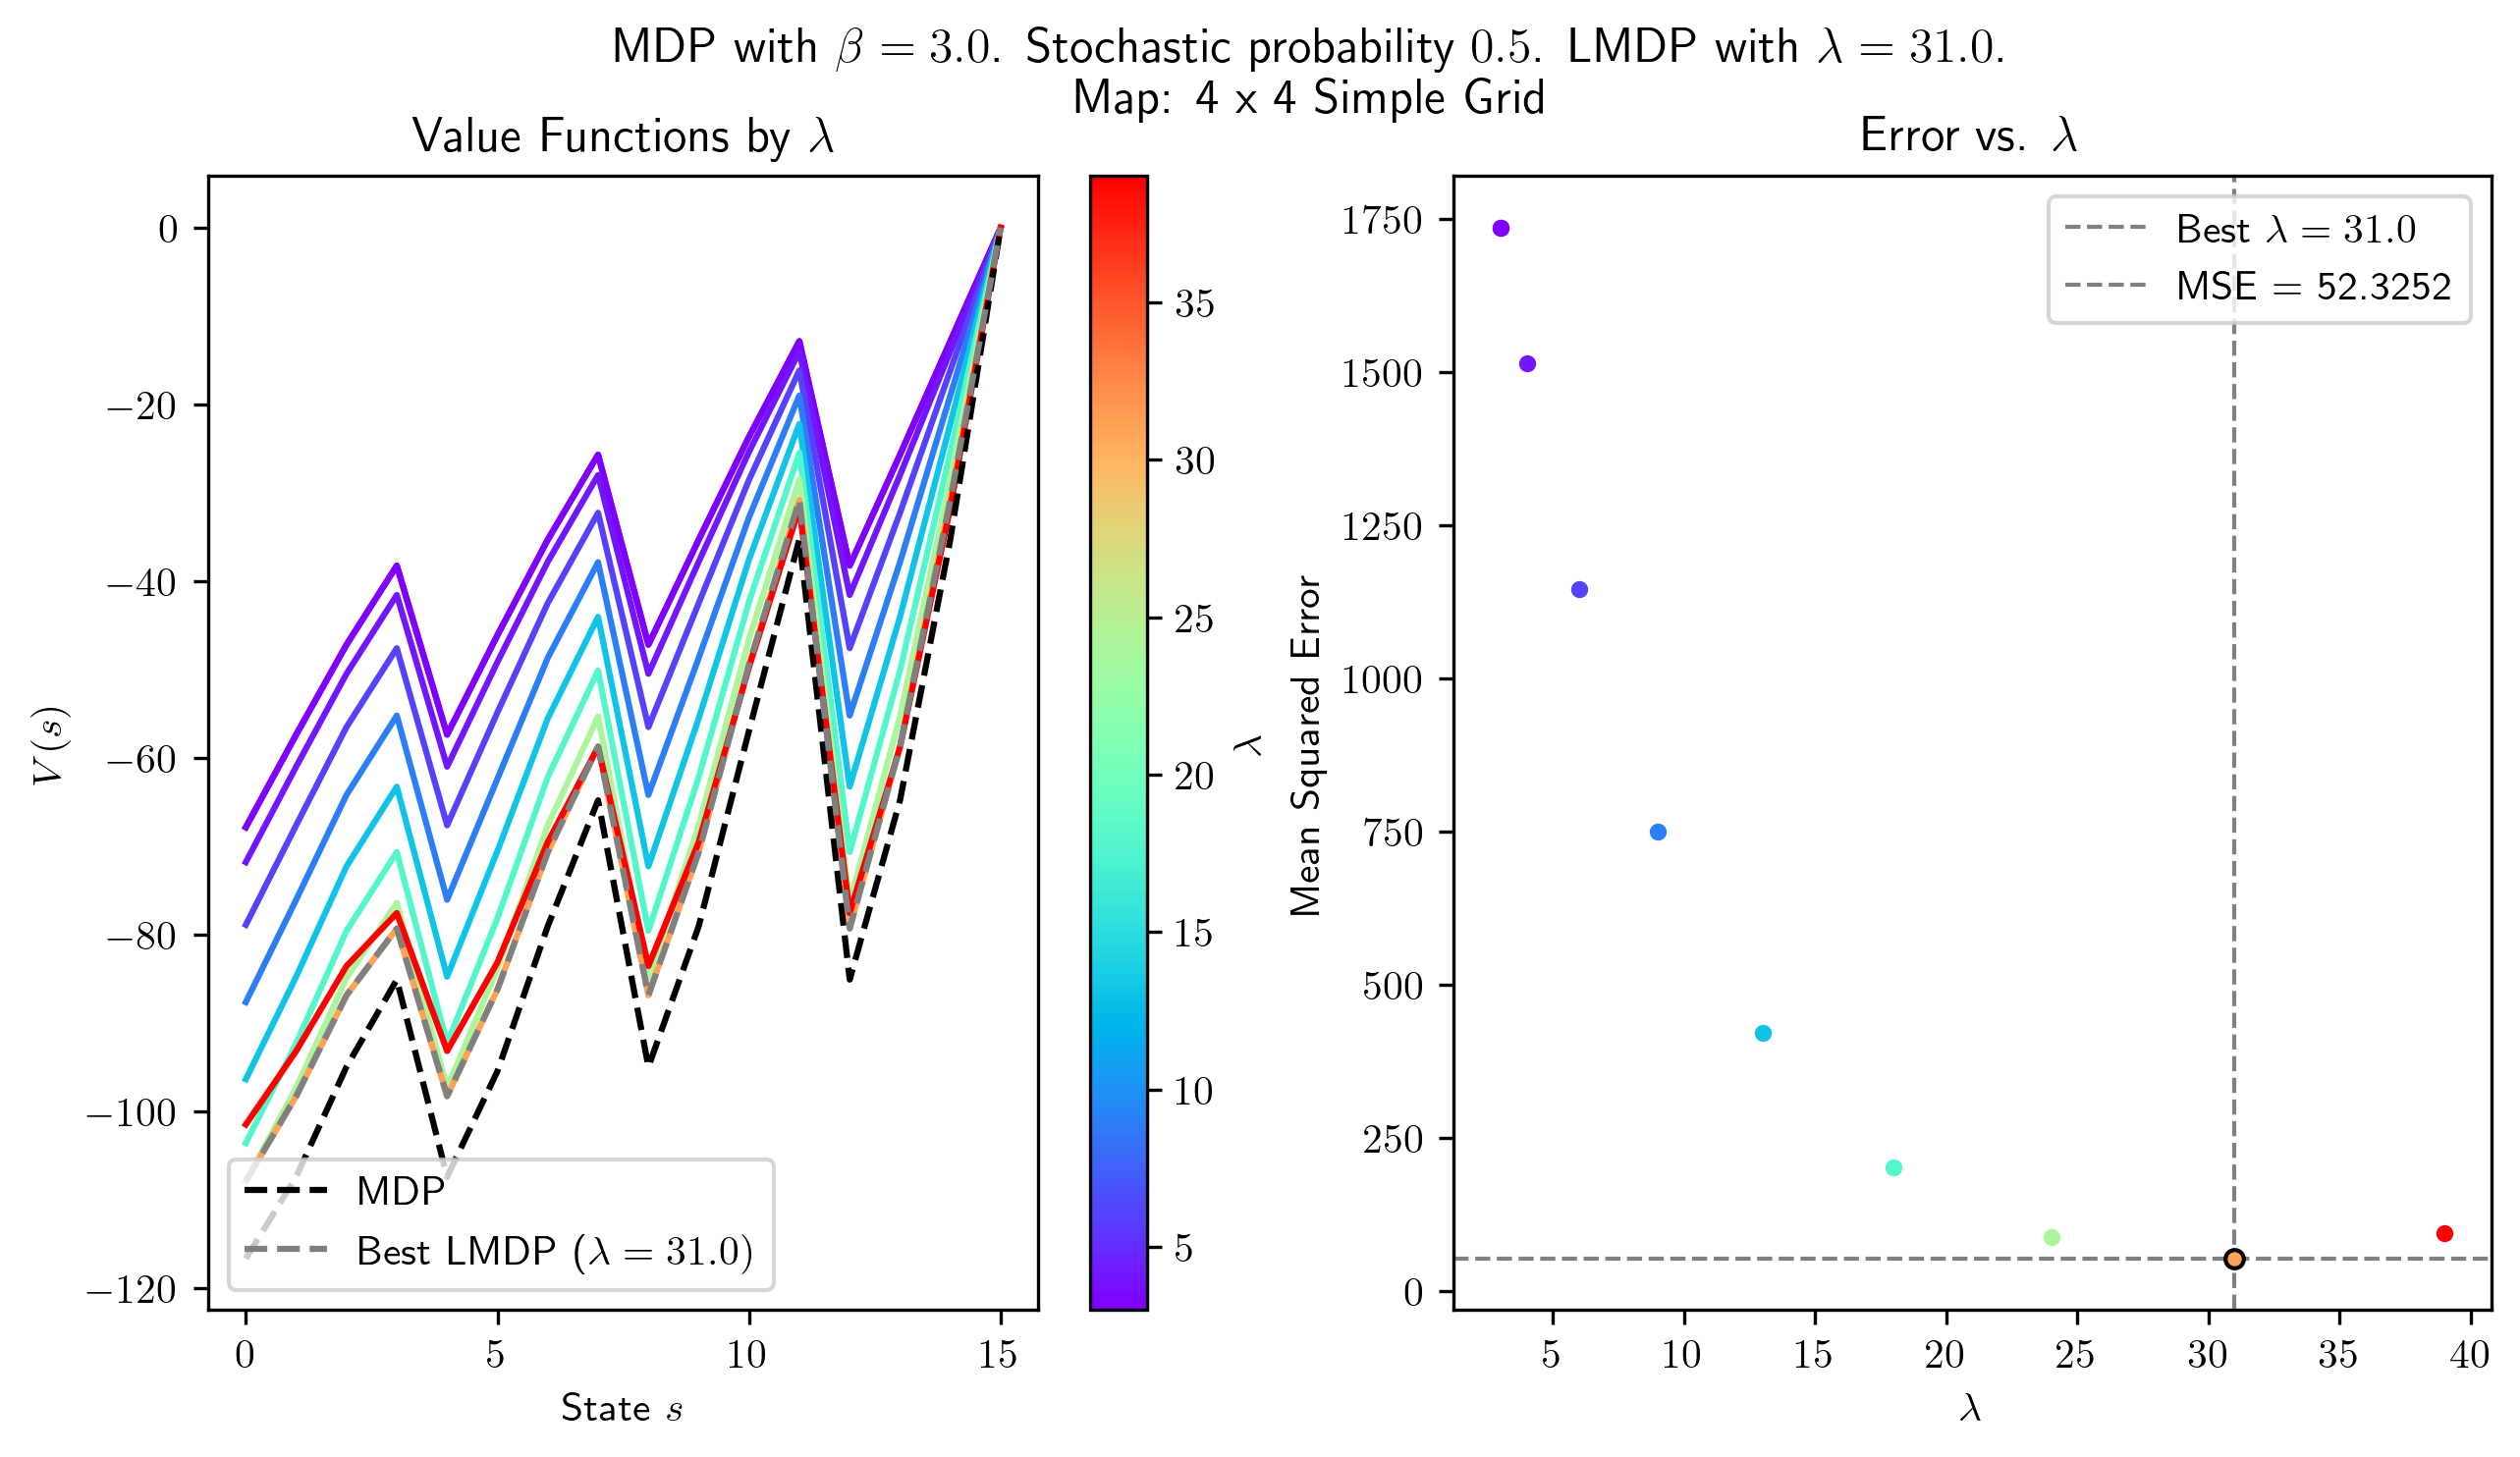 MDP with β = 3.0. Stochastic probability 0.5. LMDP with λ = 31.0.
Map: 4 x 4 Simple Grid
Value Functions by λ
0
−20
−40
−60
−80
−100
−120
V(s)
0 5 10 15
State s
MDP
Best LMDP (λ = 31.0)
35
30
25
20
15
10
5
λ
Error vs. λ
1750
1500
1250
1000
750
500
250
0
Mean Squared Error
5 10 15 20 25 30 35 40
λ
Best λ = 31.0
MSE = 52.3252